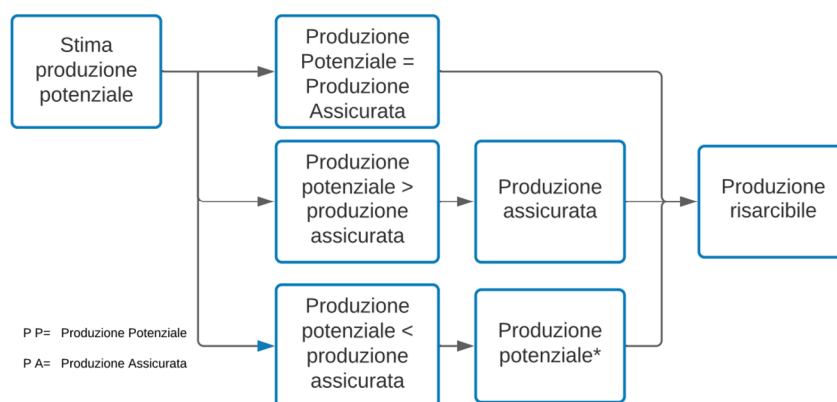 Stima
produzione
potenziale
Produzione
Potenziale =
Produzione
Assicurata
Produzione
potenziale >
produzione
assicurata
Produzione
assicurata
Produzione
risarcibile
Produzione
potenziale <
produzione
assicurata
Produzione
potenziale*
P P= Produzione Potenziale
P A= Produzione Assicurata